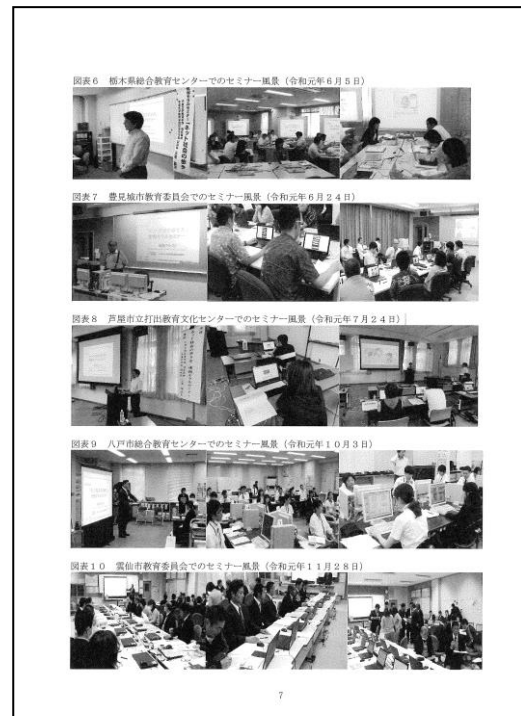 図表6 栃木県総合教育センターでのセミナー風景(令和元年6月5日)
図表7 豊見城市教育委員会でのセミナー風景(令和元年6月24日)
図表8 芦屋市立打出教育文化センターでのセミナー風景(令和元年7月24日)
図表9 八戸市総合教育センターでのセミナー風景(令和元年10月3日)
図表10 雲仙市教育委員会でのセミナー風景(令和元年11月28日)
7